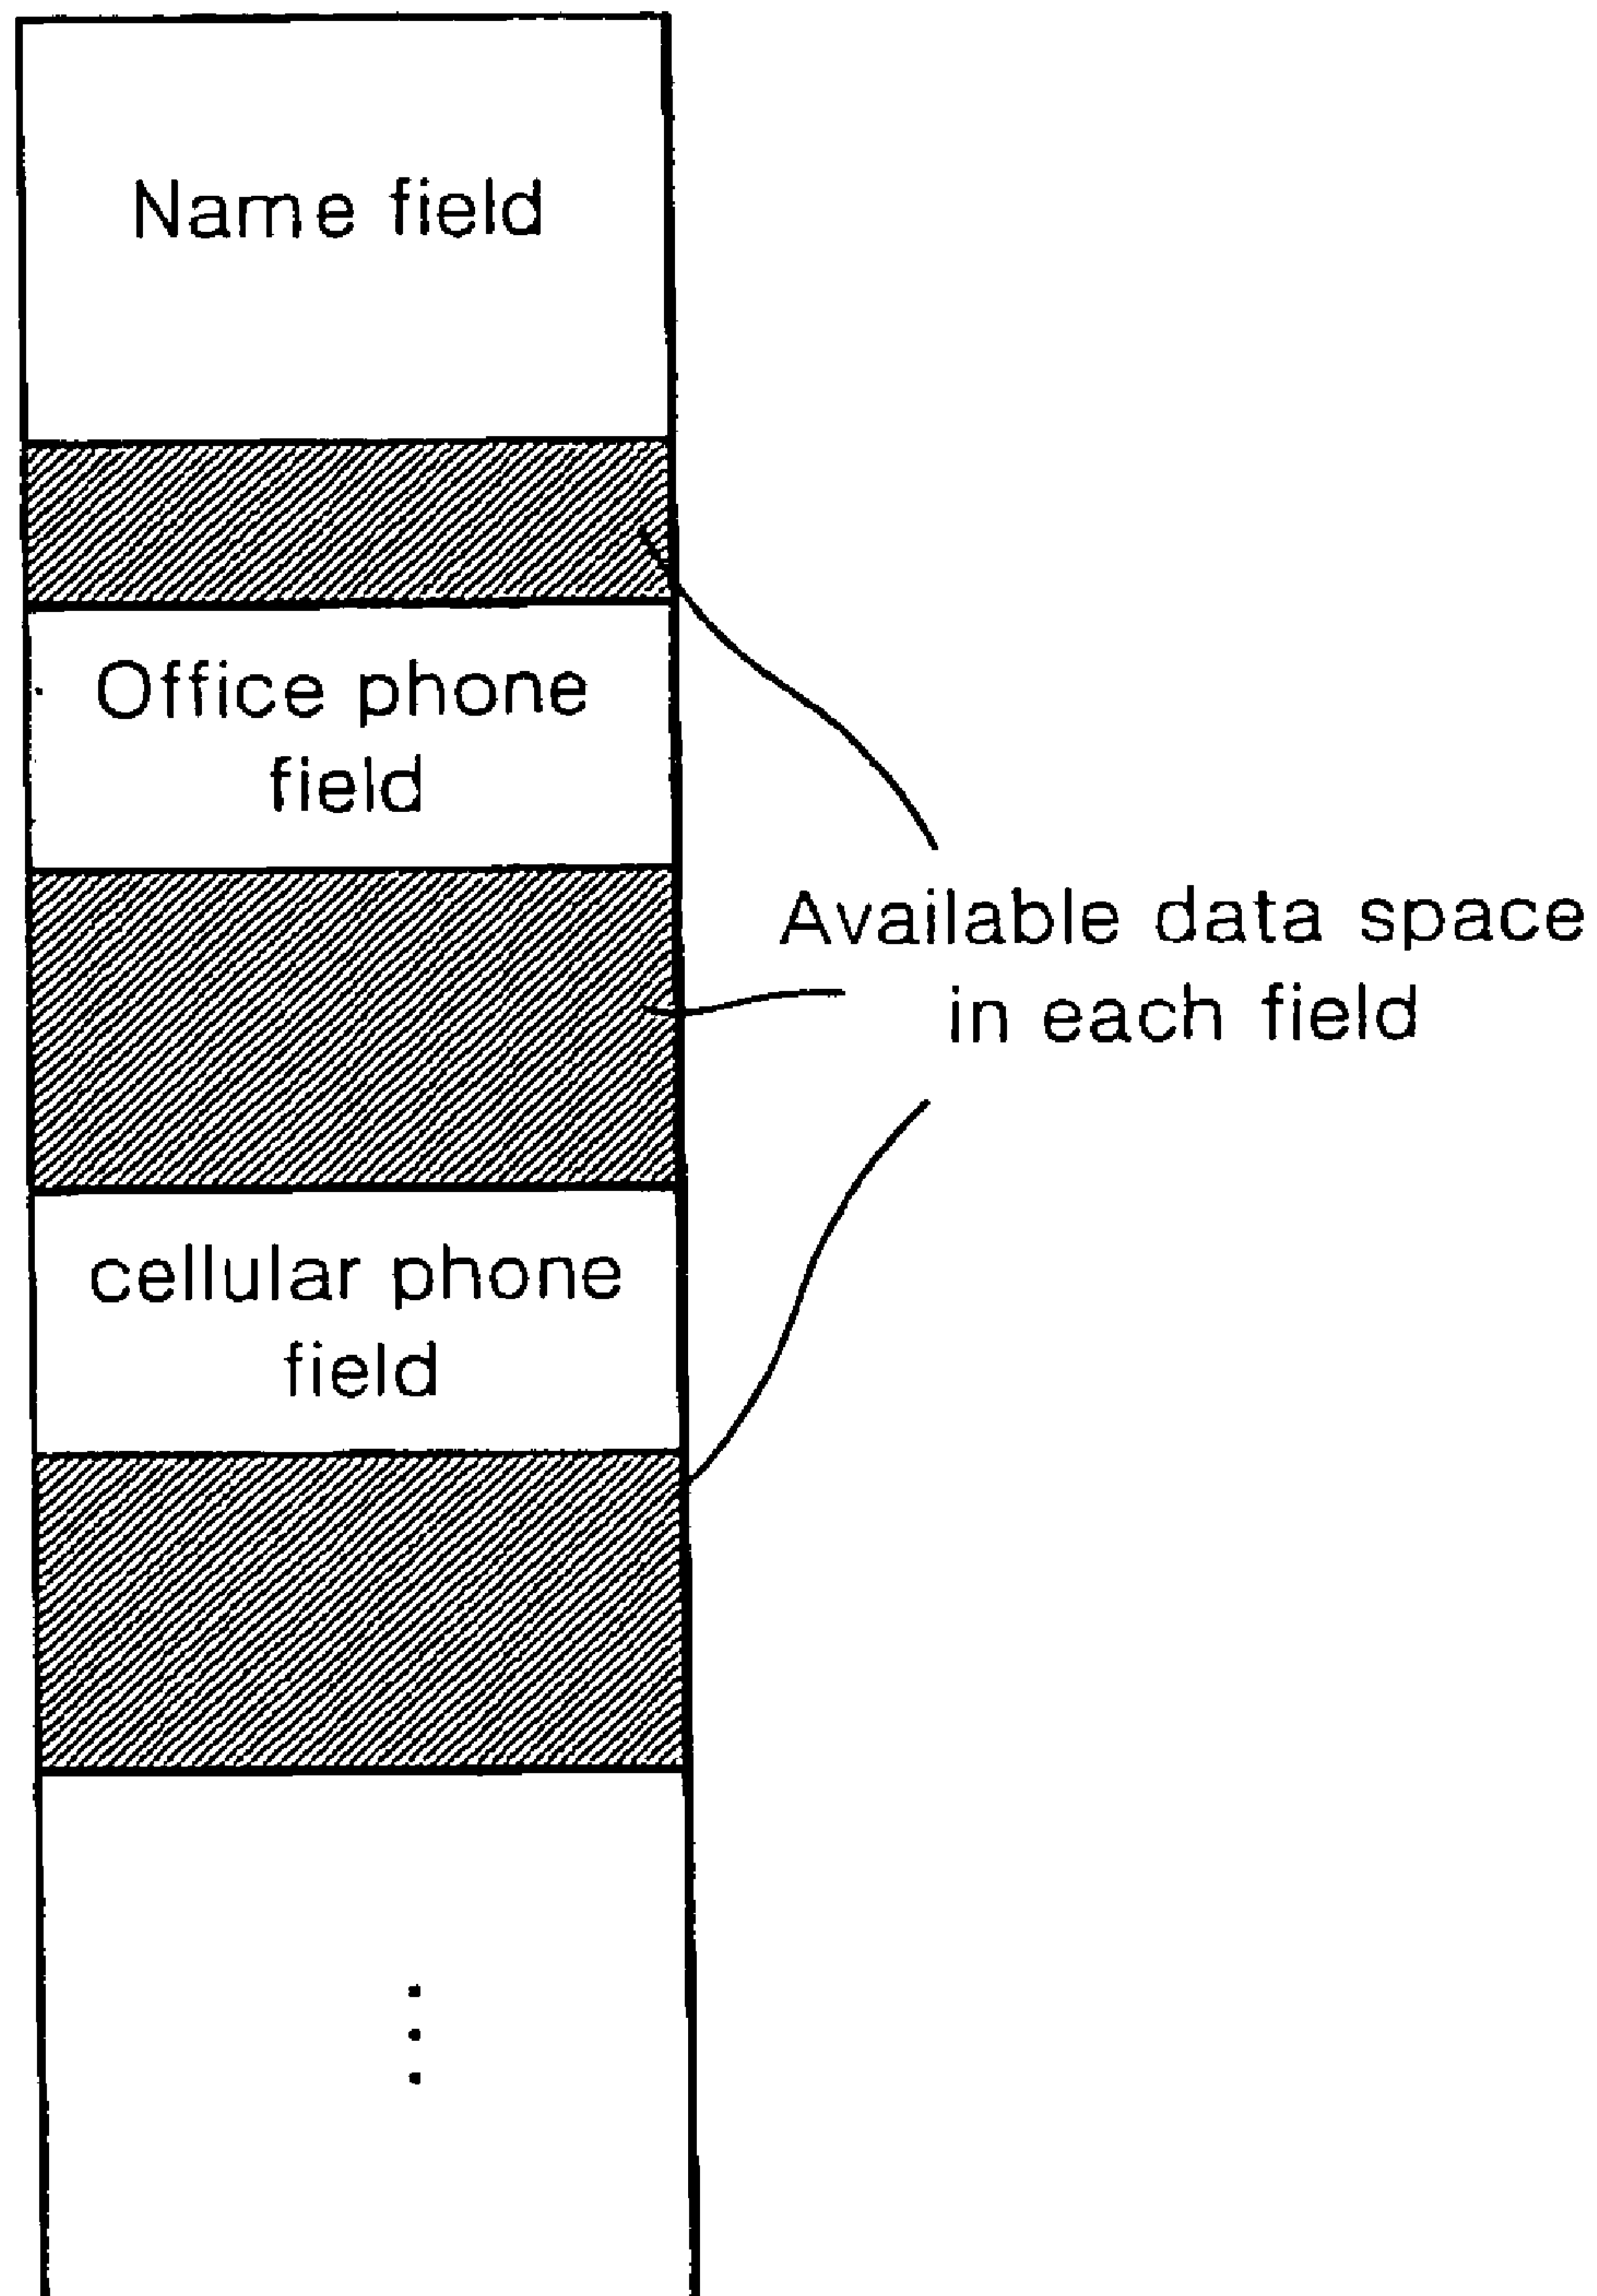 Name field
Office phone
field
Available data space
in each field
cellular phone
field